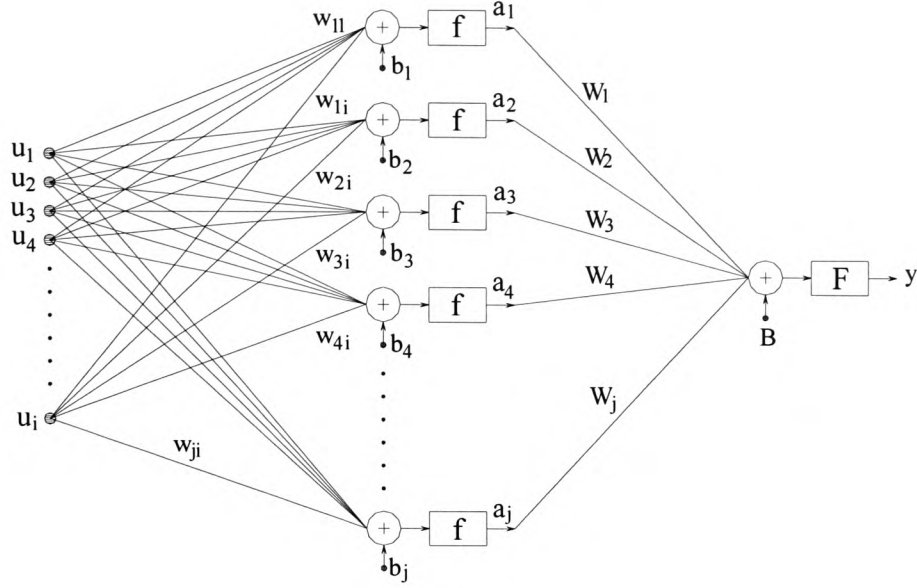 w11 + f a1
b1
w1i + f a2
b2
u1
u2
u3
u4
w2i + f a3
b3
w3i + f a4
b4
w4i
ui
wji + f aj
bj
W1
W2
W3
W4
Wj
+ F y
B